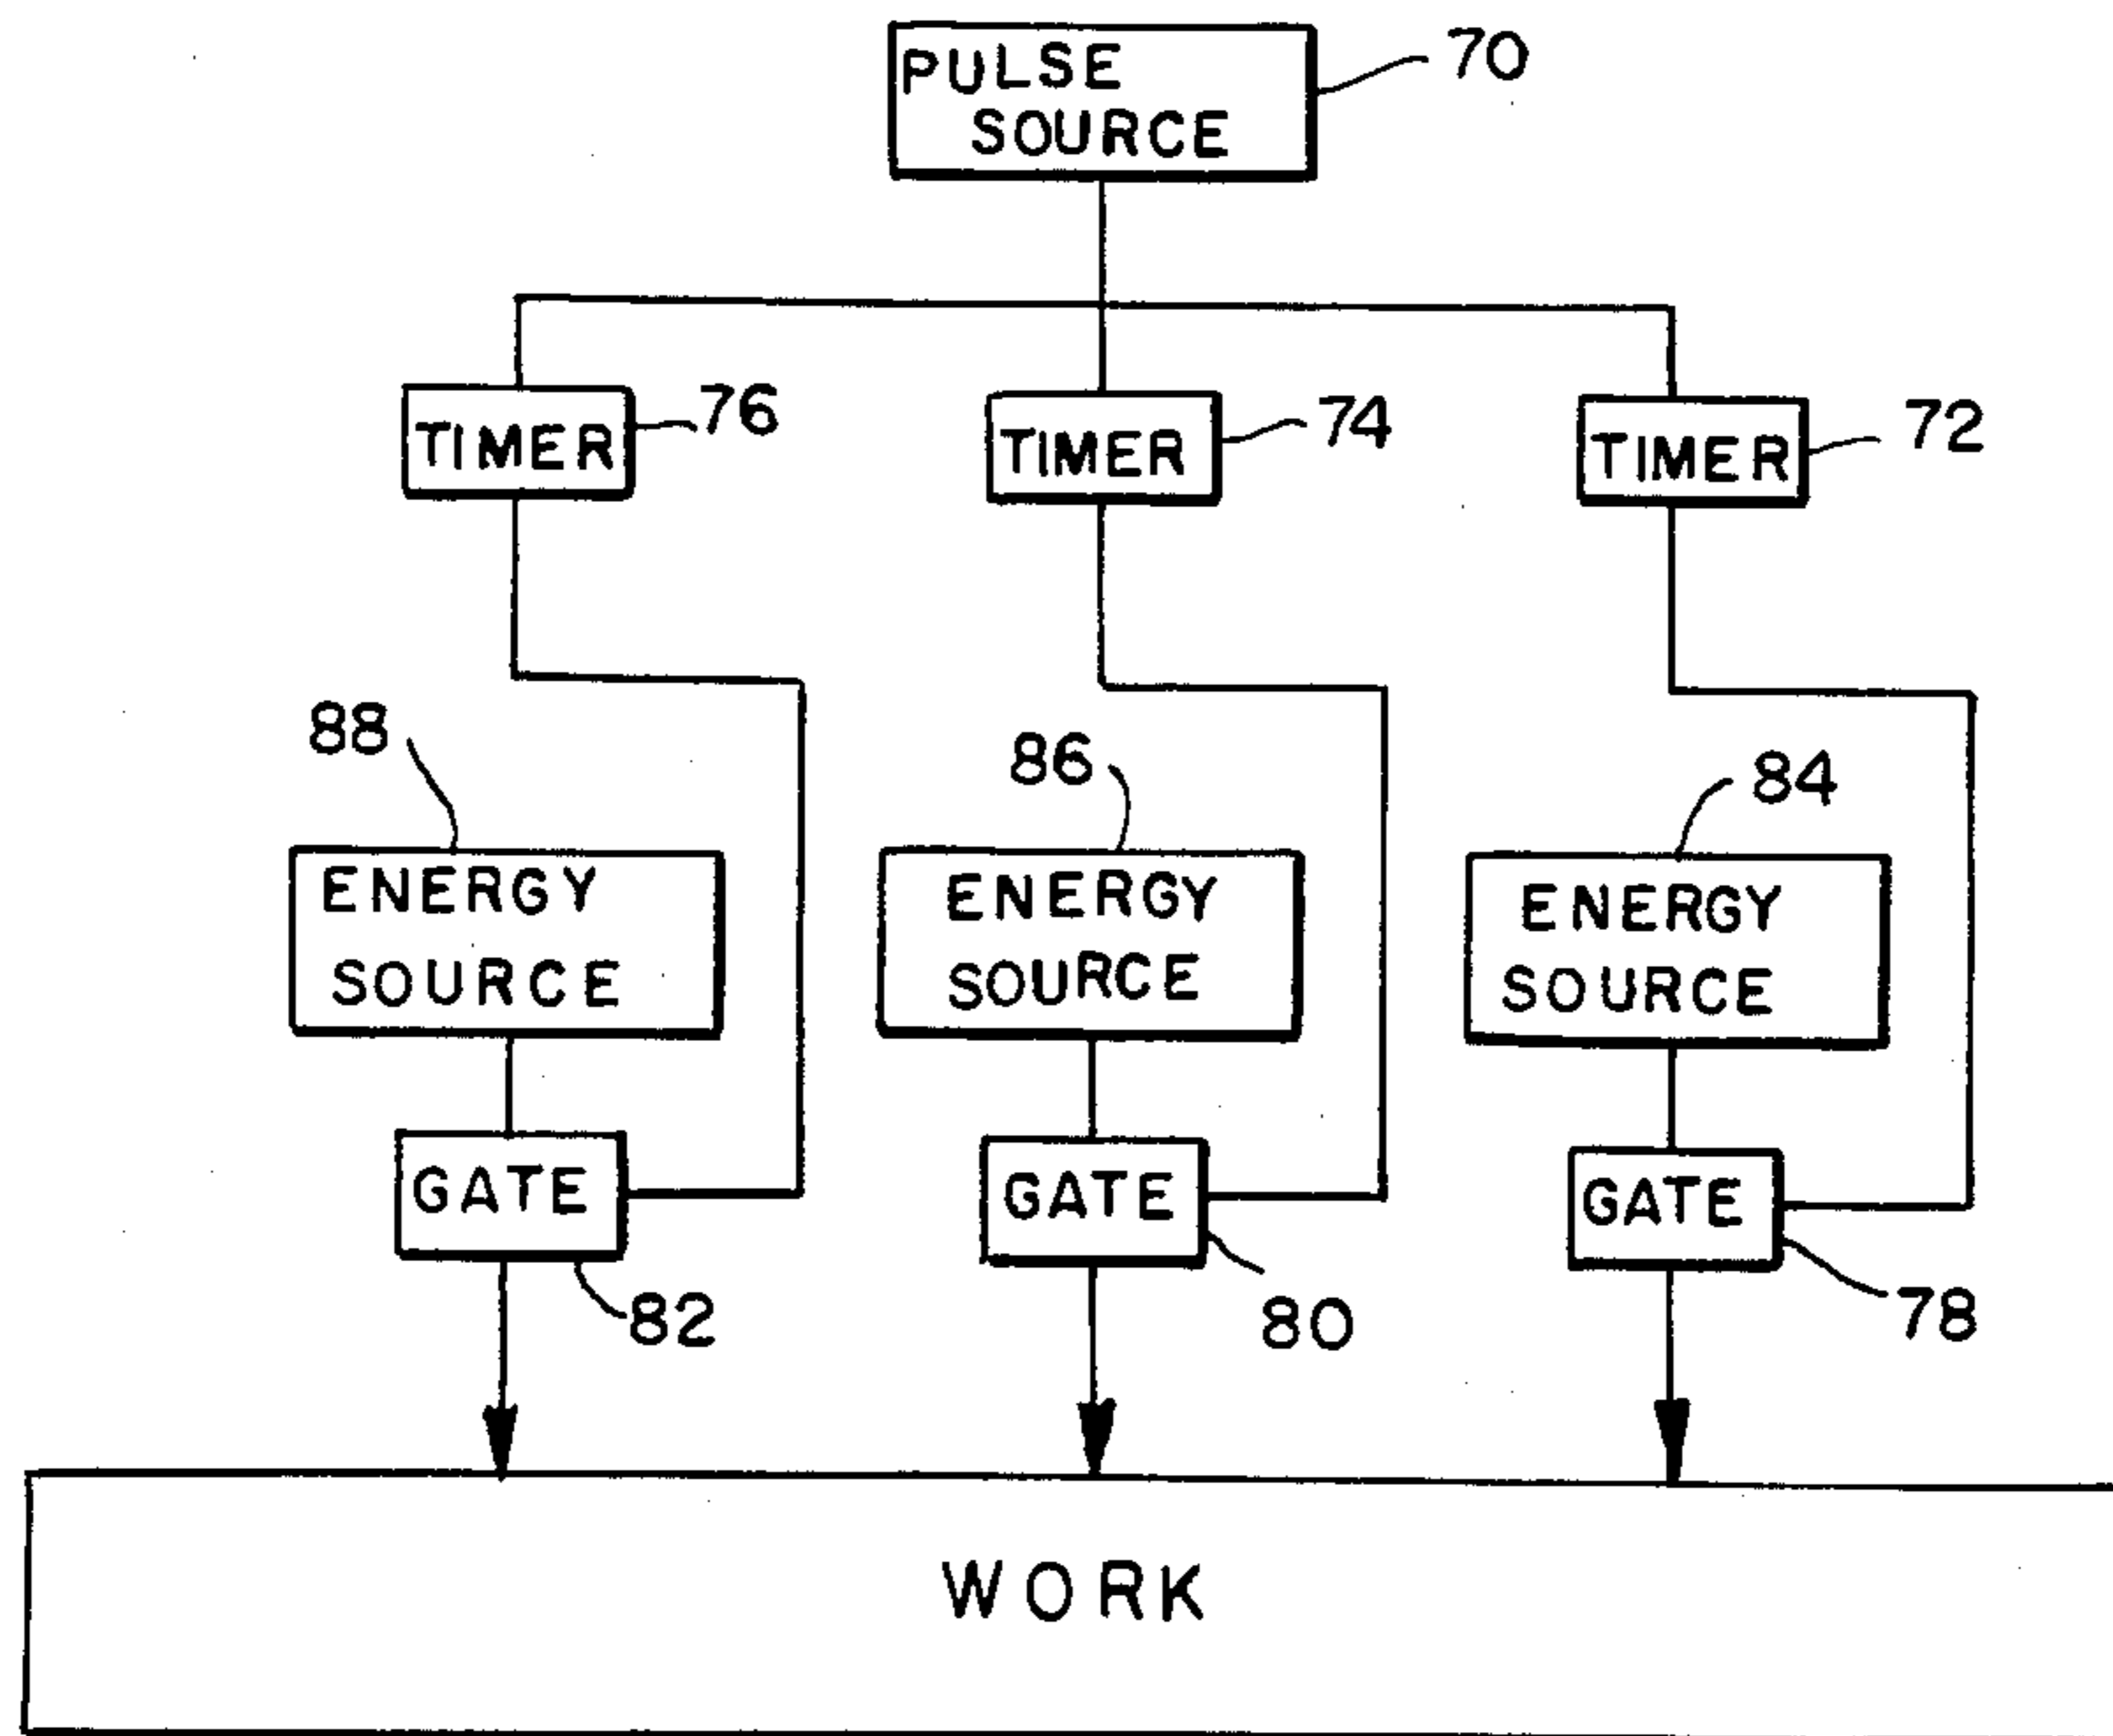 PULSE
SOURCE
70
TIMER
76
TIMER
74
TIMER
72
88
86
84
ENERGY
SOURCE
ENERGY
SOURCE
ENERGY
SOURCE
GATE
GATE
GATE
82
80
78
WORK